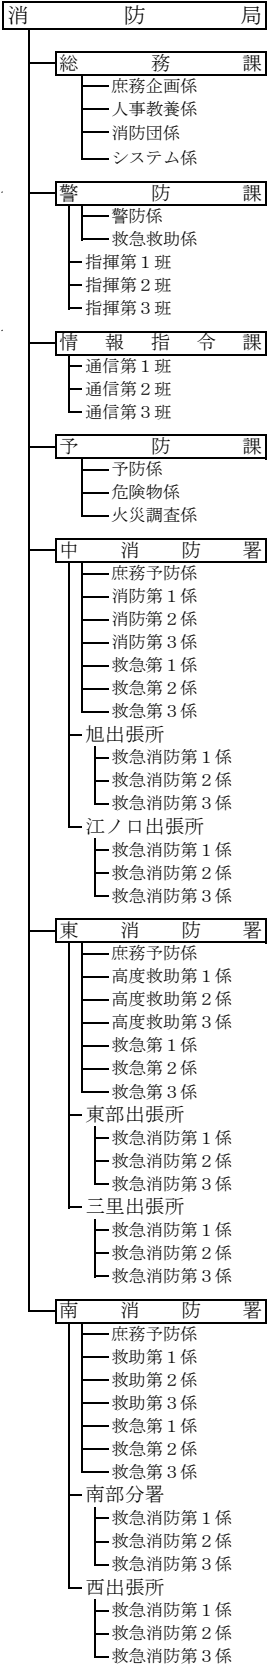 消防局
総務課
庶務企画係
人事教養係
消防団係
システム係
警防課
警防係
救急救助係
指揮第１班
指揮第２班
指揮第３班
情報指令課
通信第１班
通信第２班
通信第３班
予防課
予防係
危険物係
火災調査係
中消防署
庶務予防係
消防第１係
消防第２係
消防第３係
救急第１係
救急第２係
救急第３係
旭出張所
救急消防第１係
救急消防第２係
救急消防第３係
江ノ口出張所
救急消防第１係
救急消防第２係
救急消防第３係
東消防署
庶務予防係
高度救助第１係
高度救助第２係
高度救助第３係
救急第１係
救急第２係
救急第３係
東部出張所
救急消防第１係
救急消防第２係
救急消防第３係
三里出張所
救急消防第１係
救急消防第２係
救急消防第３係
南消防署
庶務予防係
救助第１係
救助第２係
救助第３係
救急第１係
救急第２係
救急第３係
南部分署
救急消防第１係
救急消防第２係
救急消防第３係
西出張所
救急消防第１係
救急消防第２係
救急消防第３係